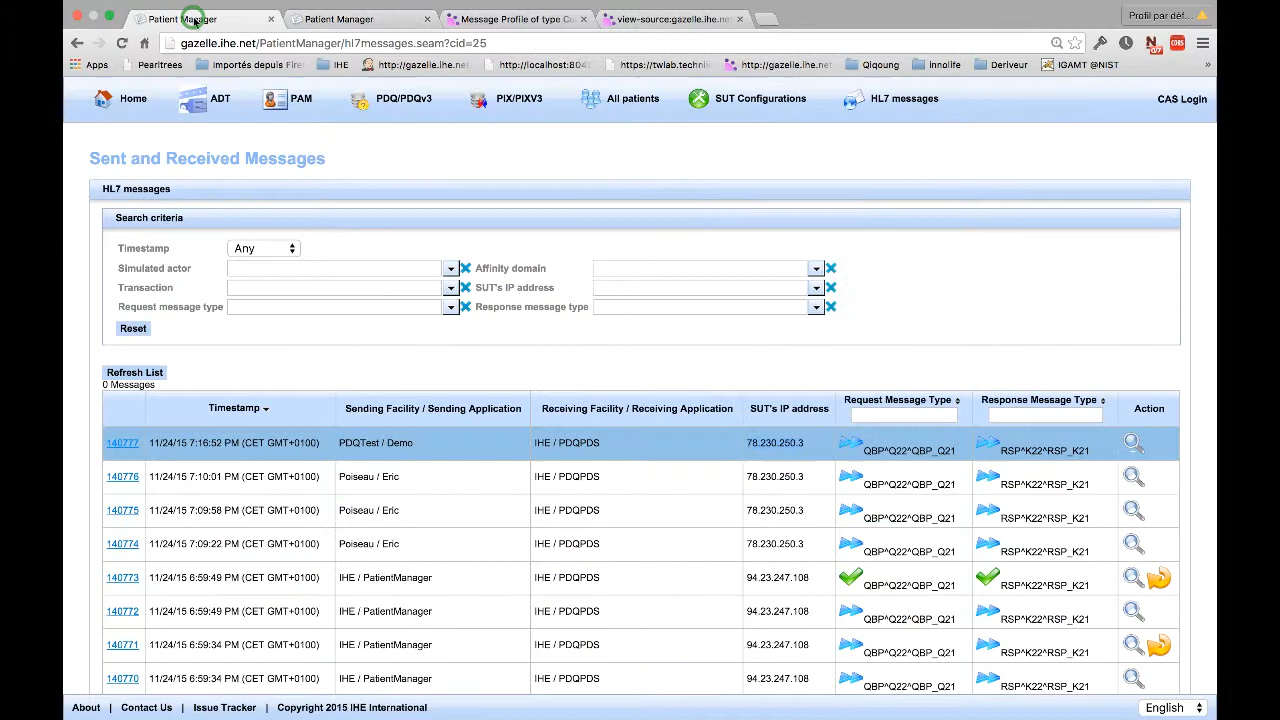 Patient Manager
Patient Manager
Message Profile of type Cu
view-source:gazelle.ihe.ne
Profil par déf...
gazelle.ihe.net/PatientManager/hl7messages.seam?cid=25
Apps
Pearltrees
Importés depuis Firef
IHE
http://gazelle.ihe.
http://localhost:804
https://twlab.techni
http://gazelle.ihe.net
Qigoung
Innolife
Deriveur
IGAMT @NIST
»
Home
ADT
PAM
PDQ/PDQv3
PIX/PIXV3
All patients
SUT Configurations
HL7 messages
CAS Login
Sent and Received Messages
HL7 messages
Search criteria
Timestamp Any
Simulated actor Affinity domain
Transaction SUT's IP address
Request message type Response message type
Reset
Refresh List
0 Messages
Timestamp Sending Facility / Sending Application Receiving Facility / Receiving Application SUT's IP address Request Message Type Response Message Type Action
140777 11/24/15 7:16:52 PM (CET GMT+0100) PDQTest / Demo IHE / PDQPDS 78.230.250.3 QBP^Q22^QBP_Q21 RSP^K22^RSP_K21
140776 11/24/15 7:10:01 PM (CET GMT+0100) Poiseau / Eric IHE / PDQPDS 78.230.250.3 QBP^Q22^QBP_Q21 RSP^K22^RSP_K21
140775 11/24/15 7:09:58 PM (CET GMT+0100) Poiseau / Eric IHE / PDQPDS 78.230.250.3 QBP^Q22^QBP_Q21 RSP^K22^RSP_K21
140774 11/24/15 7:09:22 PM (CET GMT+0100) Poiseau / Eric IHE / PDQPDS 78.230.250.3 QBP^Q22^QBP_Q21 RSP^K22^RSP_K21
140773 11/24/15 6:59:49 PM (CET GMT+0100) IHE / PatientManager IHE / PDQPDS 94.23.247.108 QBP^Q22^QBP_Q21 RSP^K22^RSP_K21
140772 11/24/15 6:59:49 PM (CET GMT+0100) IHE / PatientManager IHE / PDQPDS 94.23.247.108 QBP^Q22^QBP_Q21 RSP^K22^RSP_K21
140771 11/24/15 6:59:34 PM (CET GMT+0100) IHE / PatientManager IHE / PDQPDS 94.23.247.108 QBP^Q22^QBP_Q21 RSP^K22^RSP_K21
140770 11/24/15 6:59:34 PM (CET GMT+0100) IHE / PatientManager IHE / PDQPDS 94.23.247.108 QBP^Q22^QBP_Q21 RSP^K22^RSP_K21
About | Contact Us | Issue Tracker | Copyright 2015 IHE International
English